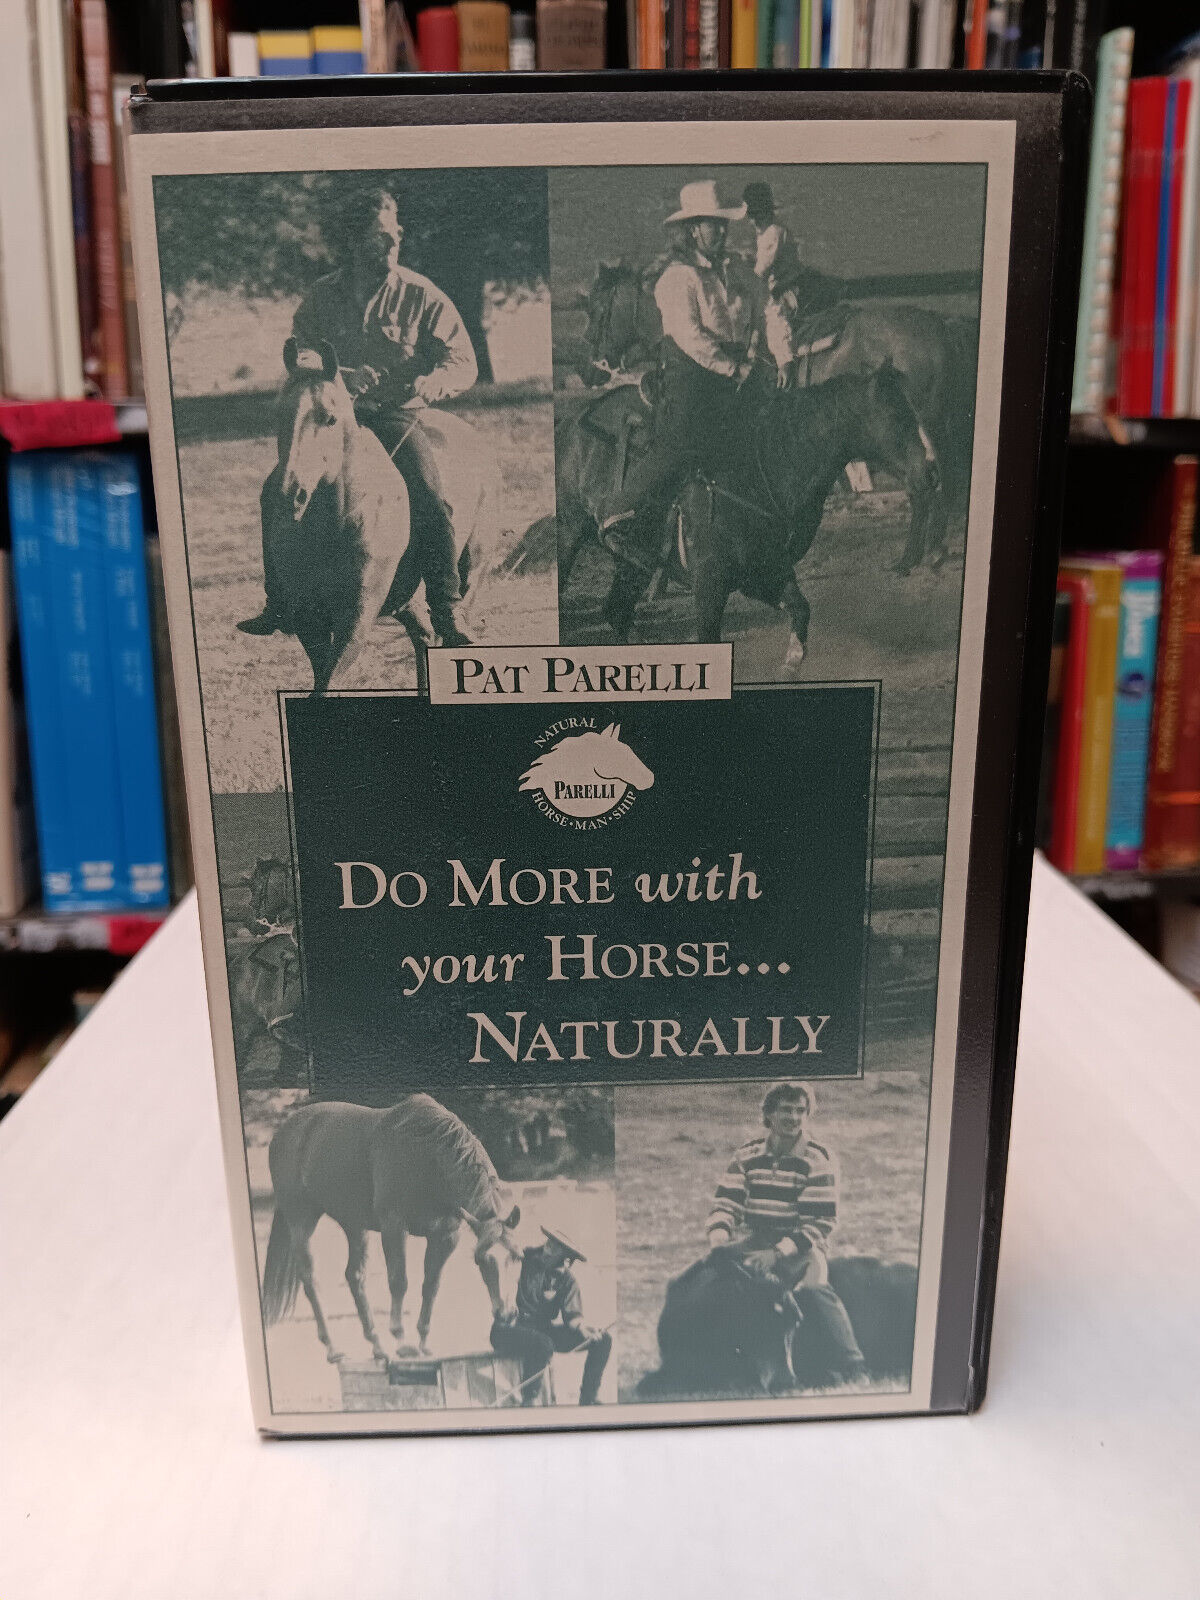 PAT PARELLI
NATURAL
PARELLI
HORSE•MAN•SHIP
DO MORE with
your HORSE...
NATURALLY